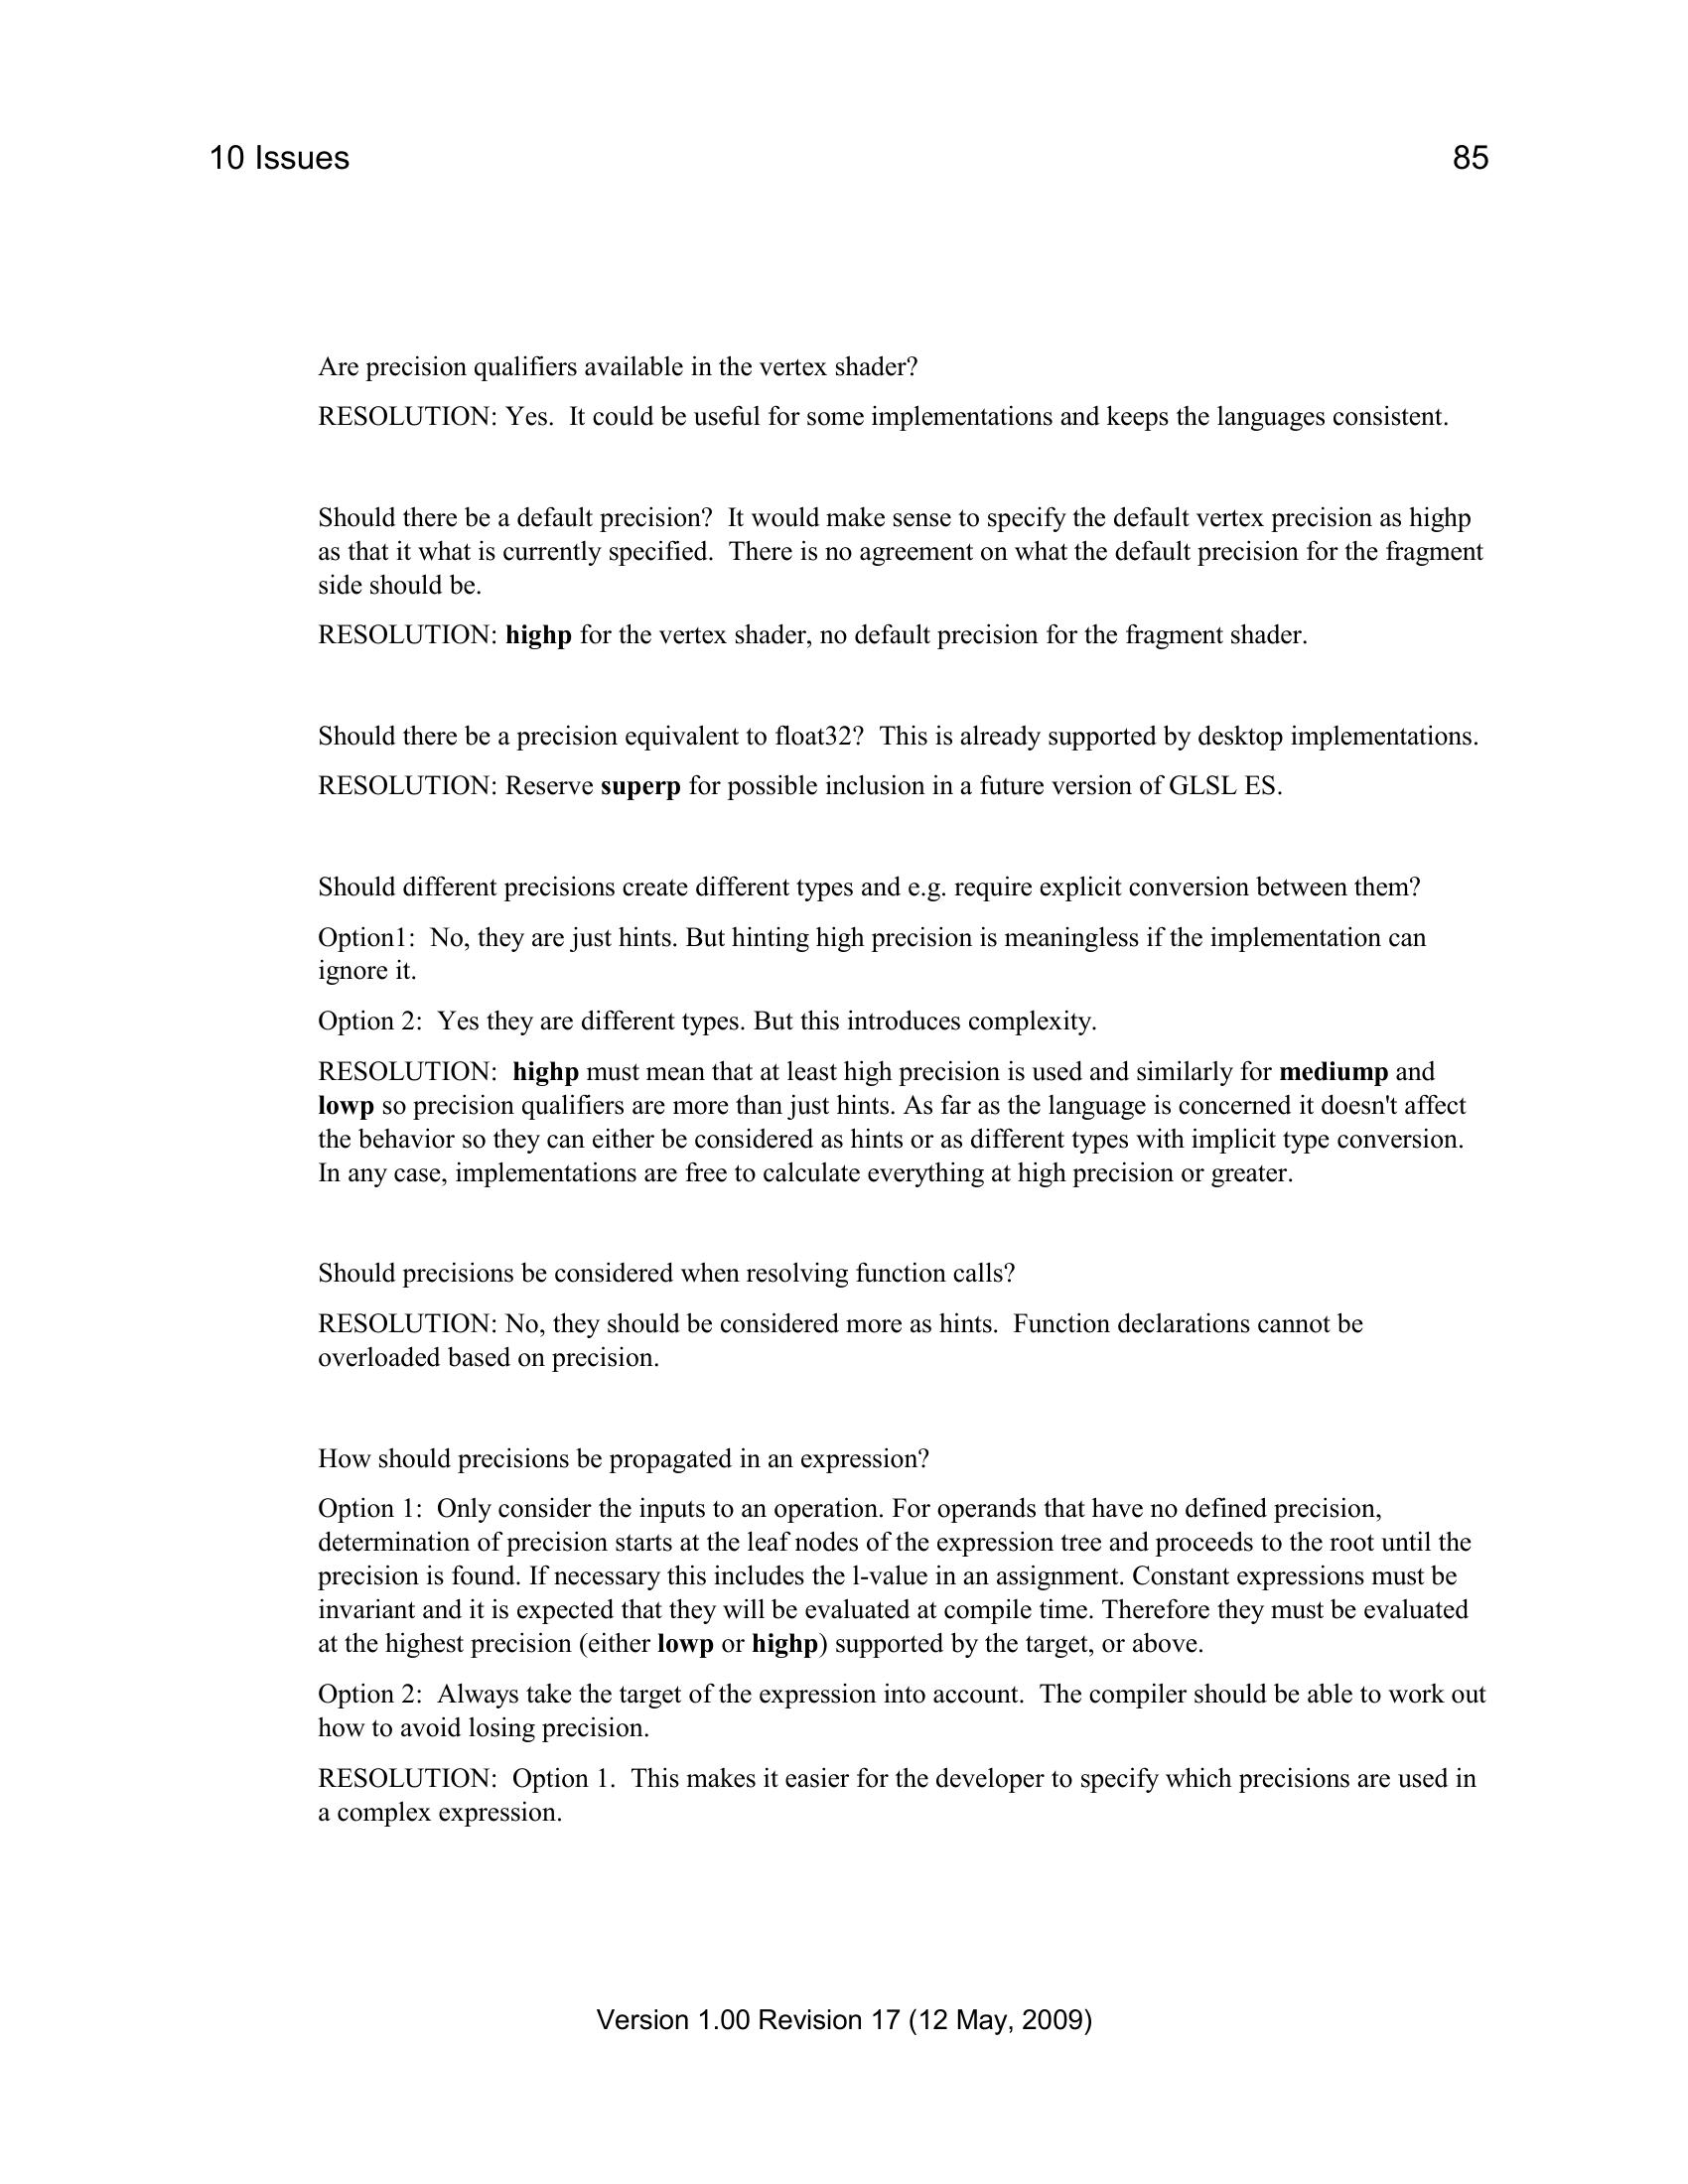 10 Issues 85
Are precision qualifiers available in the vertex shader?
RESOLUTION: Yes.  It could be useful for some implementations and keeps the languages consistent.
Should there be a default precision?  It would make sense to specify the default vertex precision as highp
as that it what is currently specified.  There is no agreement on what the default precision for the fragment
side should be.
RESOLUTION: highp for the vertex shader, no default precision for the fragment shader.
Should there be a precision equivalent to float32?  This is already supported by desktop implementations.
RESOLUTION: Reserve superp for possible inclusion in a future version of GLSL ES.
Should different precisions create different types and e.g. require explicit conversion between them?
Option1:  No, they are just hints. But hinting high precision is meaningless if the implementation can
ignore it.
Option 2:  Yes they are different types. But this introduces complexity.
RESOLUTION:  highp must mean that at least high precision is used and similarly for mediump and
lowp so precision qualifiers are more than just hints. As far as the language is concerned it doesn't affect
the behavior so they can either be considered as hints or as different types with implicit type conversion.
In any case, implementations are free to calculate everything at high precision or greater.
Should precisions be considered when resolving function calls?
RESOLUTION: No, they should be considered more as hints.  Function declarations cannot be
overloaded based on precision.
How should precisions be propagated in an expression?
Option 1:  Only consider the inputs to an operation. For operands that have no defined precision,
determination of precision starts at the leaf nodes of the expression tree and proceeds to the root until the
precision is found. If necessary this includes the l-value in an assignment. Constant expressions must be
invariant and it is expected that they will be evaluated at compile time. Therefore they must be evaluated
at the highest precision (either lowp or highp) supported by the target, or above.
Option 2:  Always take the target of the expression into account.  The compiler should be able to work out
how to avoid losing precision.
RESOLUTION:  Option 1.  This makes it easier for the developer to specify which precisions are used in
a complex expression.
Version 1.00 Revision 17 (12 May, 2009)